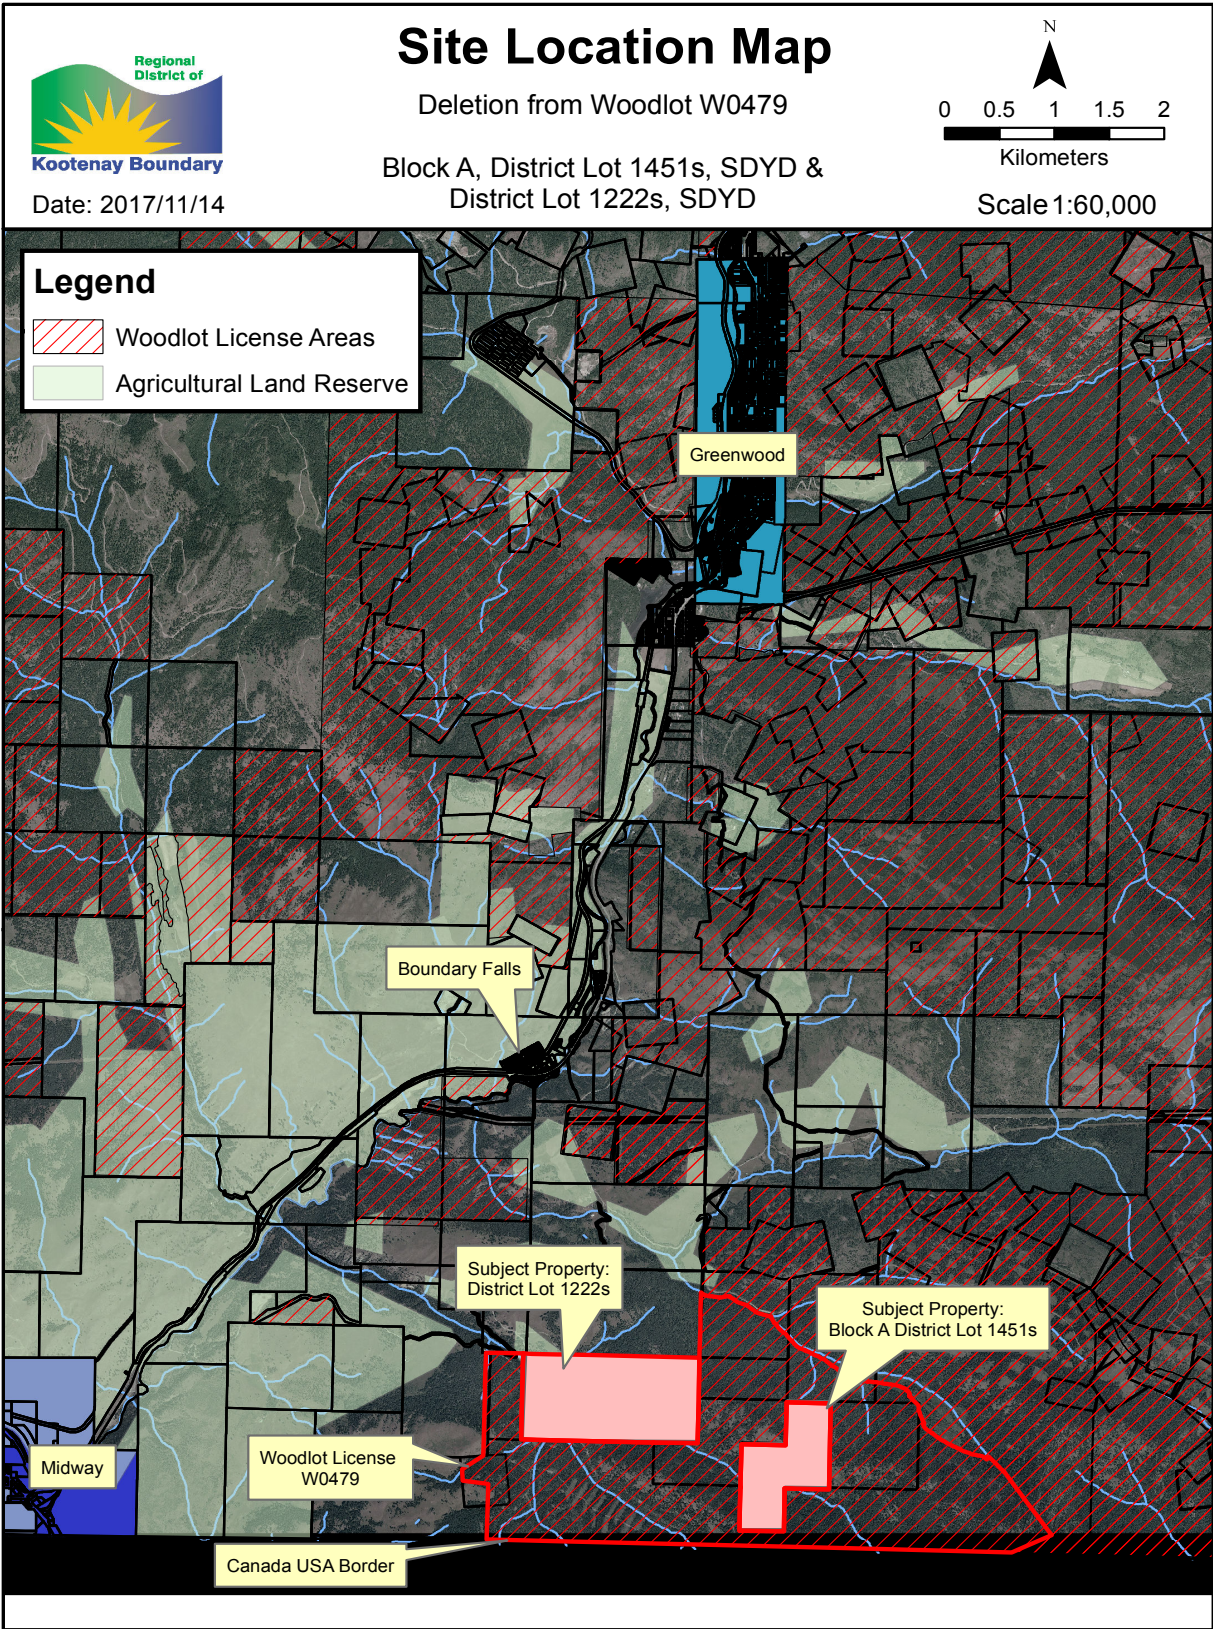 Regional
District of
Kootenay Boundary
Date: 2017/11/14
Site Location Map
Deletion from Woodlot W0479
Block A, District Lot 1451s, SDYD &
District Lot 1222s, SDYD
N
0 0.5 1 1.5 2
Kilometers
Scale 1:60,000
Legend
Woodlot License Areas
Agricultural Land Reserve
Greenwood
Boundary Falls
Subject Property:
District Lot 1222s
Subject Property:
Block A District Lot 1451s
Midway
Woodlot License
W0479
Canada USA Border